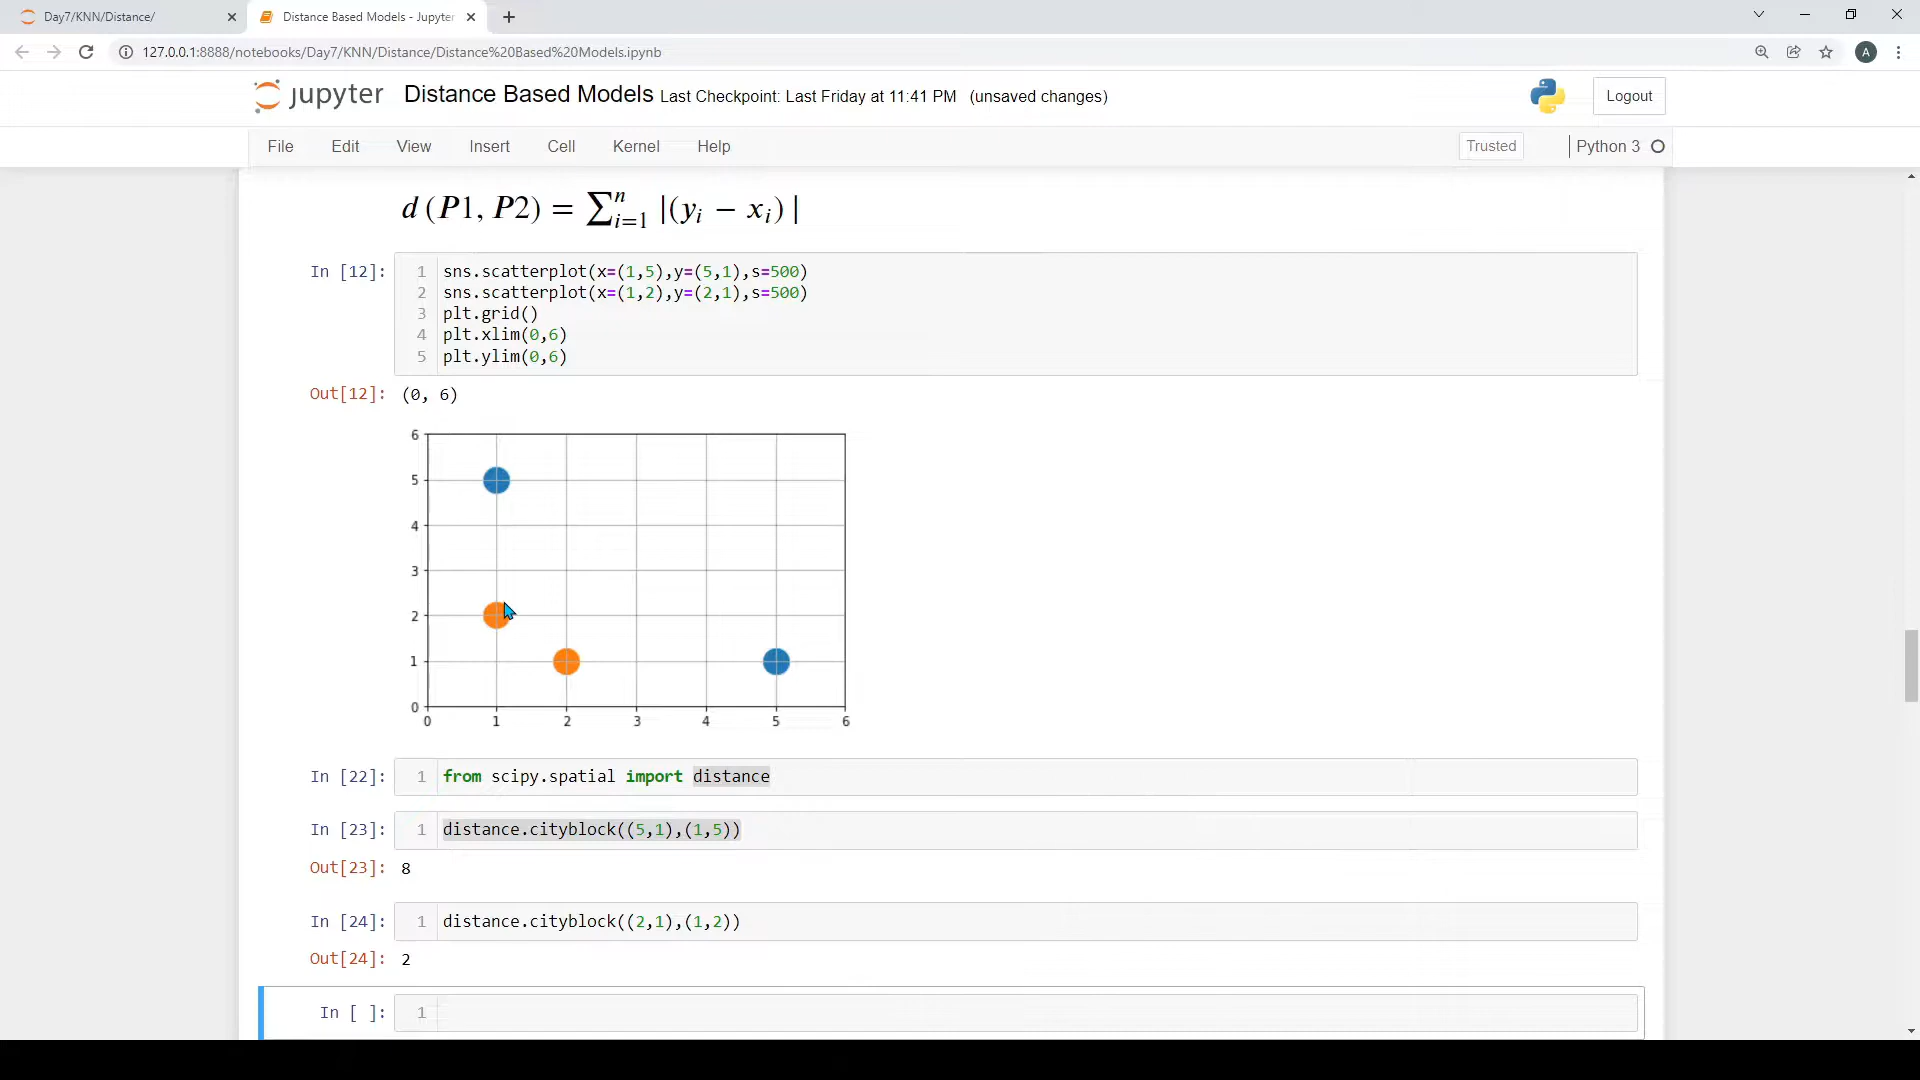 Day7/KNN/Distance/
Distance Based Models - Jupyter
127.0.0.1:8888/notebooks/Day7/KNN/Distance/Distance%20Based%20Models.ipynb
A
jupyter Distance Based Models Last Checkpoint: Last Friday at 11:41 PM (unsaved changes)
Logout
File Edit View Insert Cell Kernel Help
Trusted
Python 3
d (P1, P2) = ∑ⁿᵢ₌₁ |(yᵢ − xᵢ) |
In [12]:
1 sns.scatterplot(x=(1,5),y=(5,1),s=500)
2 sns.scatterplot(x=(1,2),y=(2,1),s=500)
3 plt.grid()
4 plt.xlim(0,6)
5 plt.ylim(0,6)
Out[12]: (0, 6)
6
5
4
3
2
1
0
0 1 2 3 4 5 6
In [22]: 1 from scipy.spatial import distance
In [23]: 1 distance.cityblock((5,1),(1,5))
Out[23]: 8
In [24]: 1 distance.cityblock((2,1),(1,2))
Out[24]: 2
In [ ]: 1